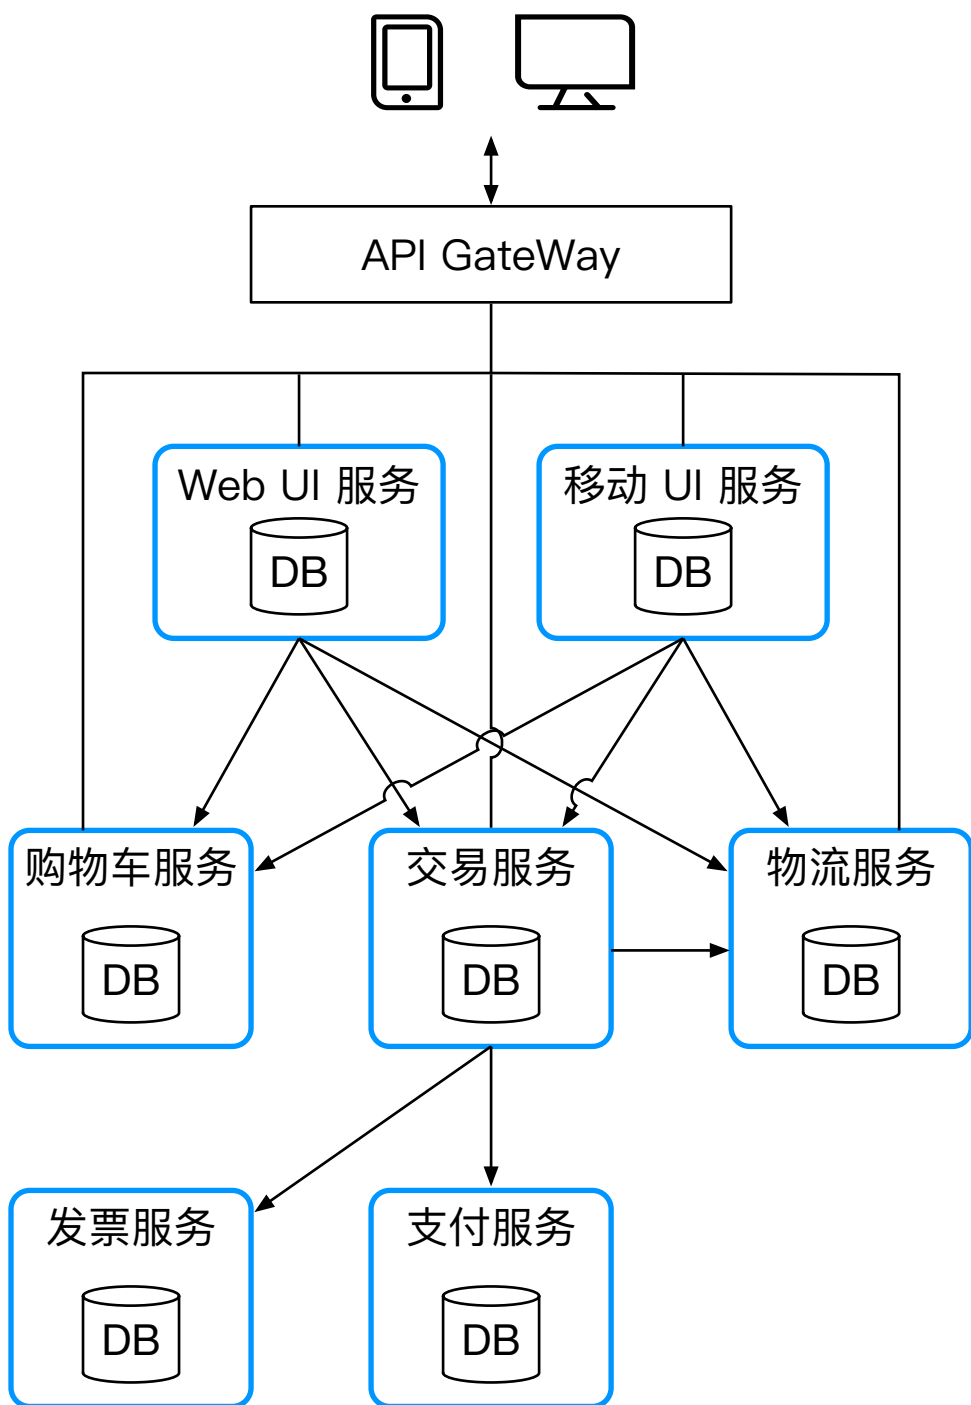 API GateWay
Web UI 服务
DB
移动 UI 服务
DB
购物车服务
DB
交易服务
DB
物流服务
DB
发票服务
DB
支付服务
DB